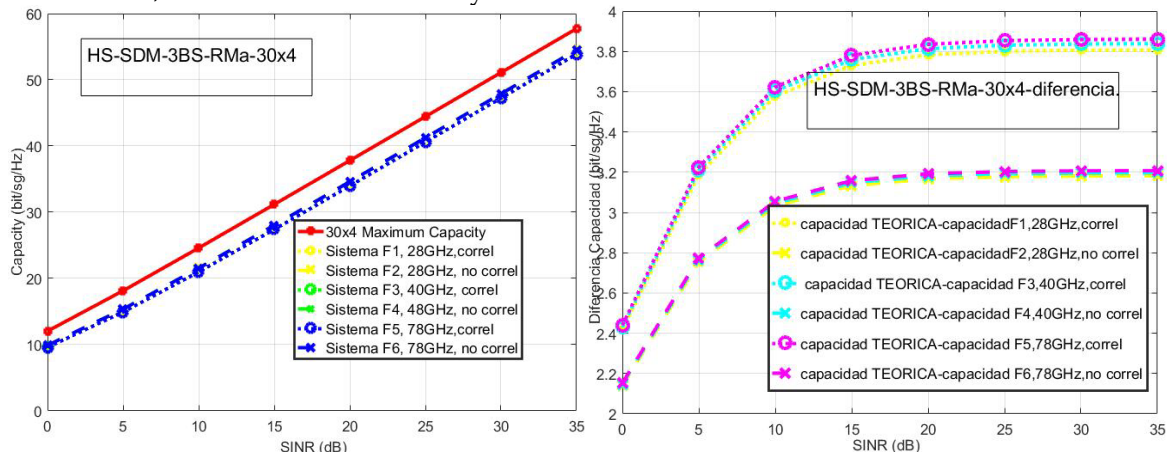 60
50
40
30
20
10
0
Capacity (bit/sg/Hz)
HS-SDM-3BS-RMa-30x4
30x4 Maximum Capacity
Sistema F1, 28GHz,correl
Sistema F2, 28GHz, no correl
Sistema F3, 40GHz, correl
Sistema F4, 48GHz, no correl
Sistema F5, 78GHz,correl
Sistema F6, 78GHz, no correl
0 5 10 15 20 25 30 35
SINR (dB)
4
3.8
3.6
3.4
3.2
3
2.8
2.6
2.4
2.2
2
Diferencia Capacidad (bit/sg/Hz)
HS-SDM-3BS-RMa-30x4-diferencia.
capacidad TEORICA-capacidadF1,28GHz,correl
capacidad TEORICA-capacidadF2,28GHz,no correl
capacidad TEORICA-capacidad F3,40GHz,correl
capacidad TEORICA-capacidad F4,40GHz,no correl
capacidad TEORICA-capacidad F5,78GHz,correl
capacidad TEORICA-capacidad F6,78GHz,no correl
0 5 10 15 20 25 30 35
SINR (dB)